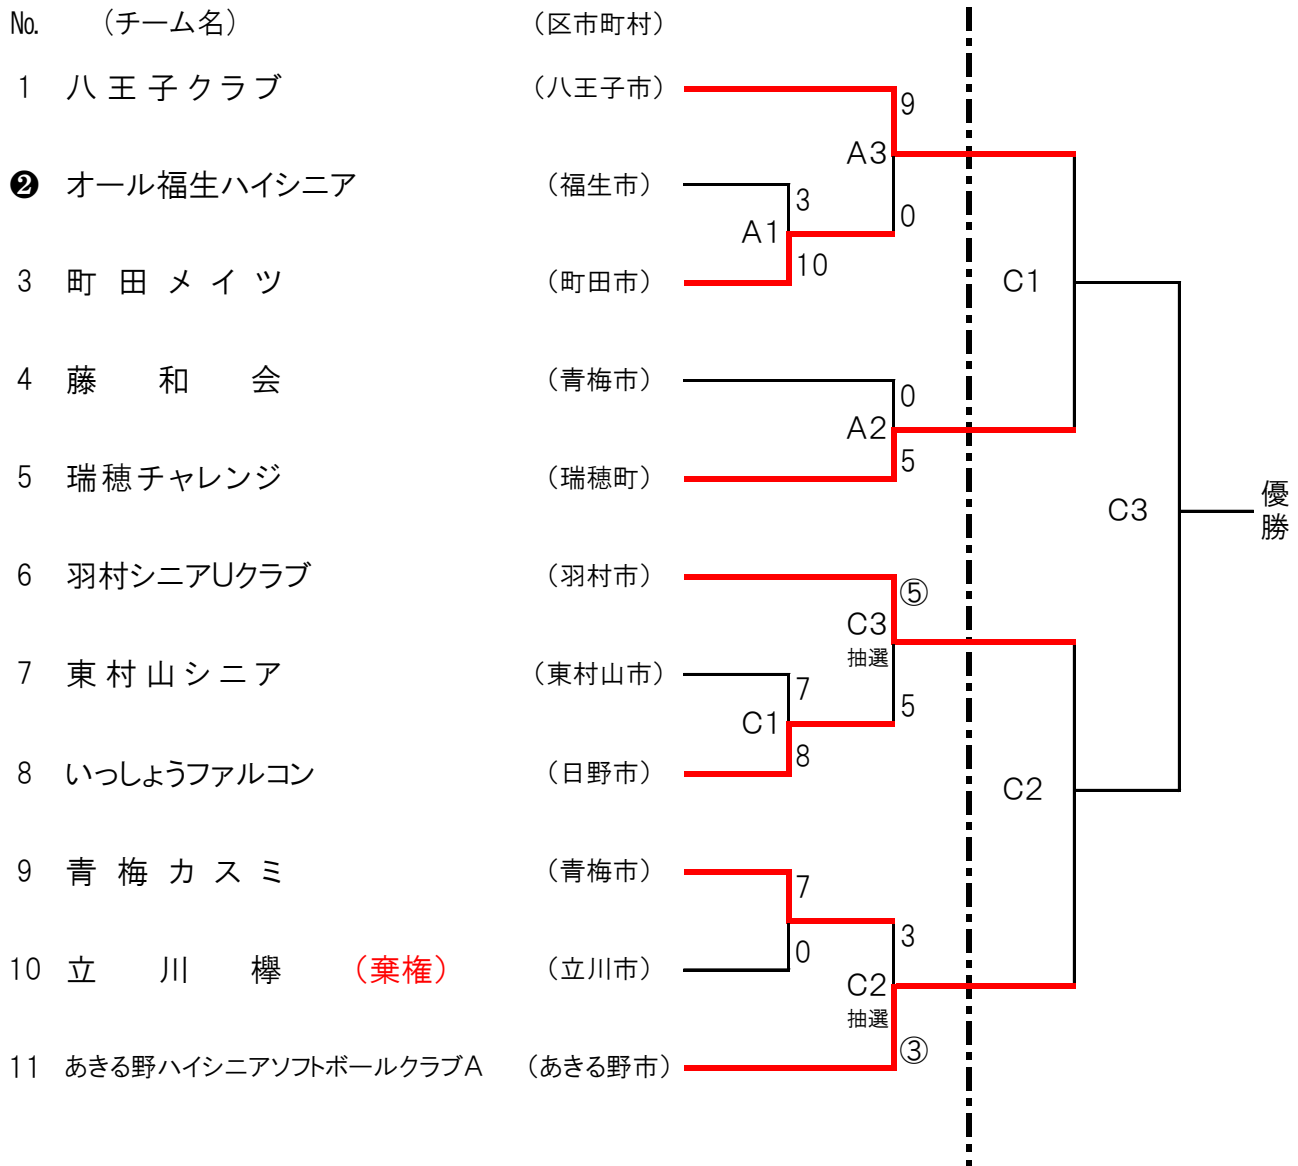 No. （チーム名） （区市町村）
1 八王子クラブ （八王子市）
9
A3
0
❷ オール福生ハイシニア （福生市）
3
A1
10
3 町田メイツ （町田市）
C1
4 藤和会 （青梅市）
0
A2
5
5 瑞穂チャレンジ （瑞穂町）
C3
優勝
6 羽村シニアUクラブ （羽村市）
⑤
C3
抽選
5
7 東村山シニア （東村山市）
7
C1
8
8 いっしょうファルコン （日野市）
C2
9 青梅カスミ （青梅市）
7
0
3
C2
抽選
③
10 立川欅 （棄権） （立川市）
11 あきる野ハイシニアソフトボールクラブA （あきる野市）